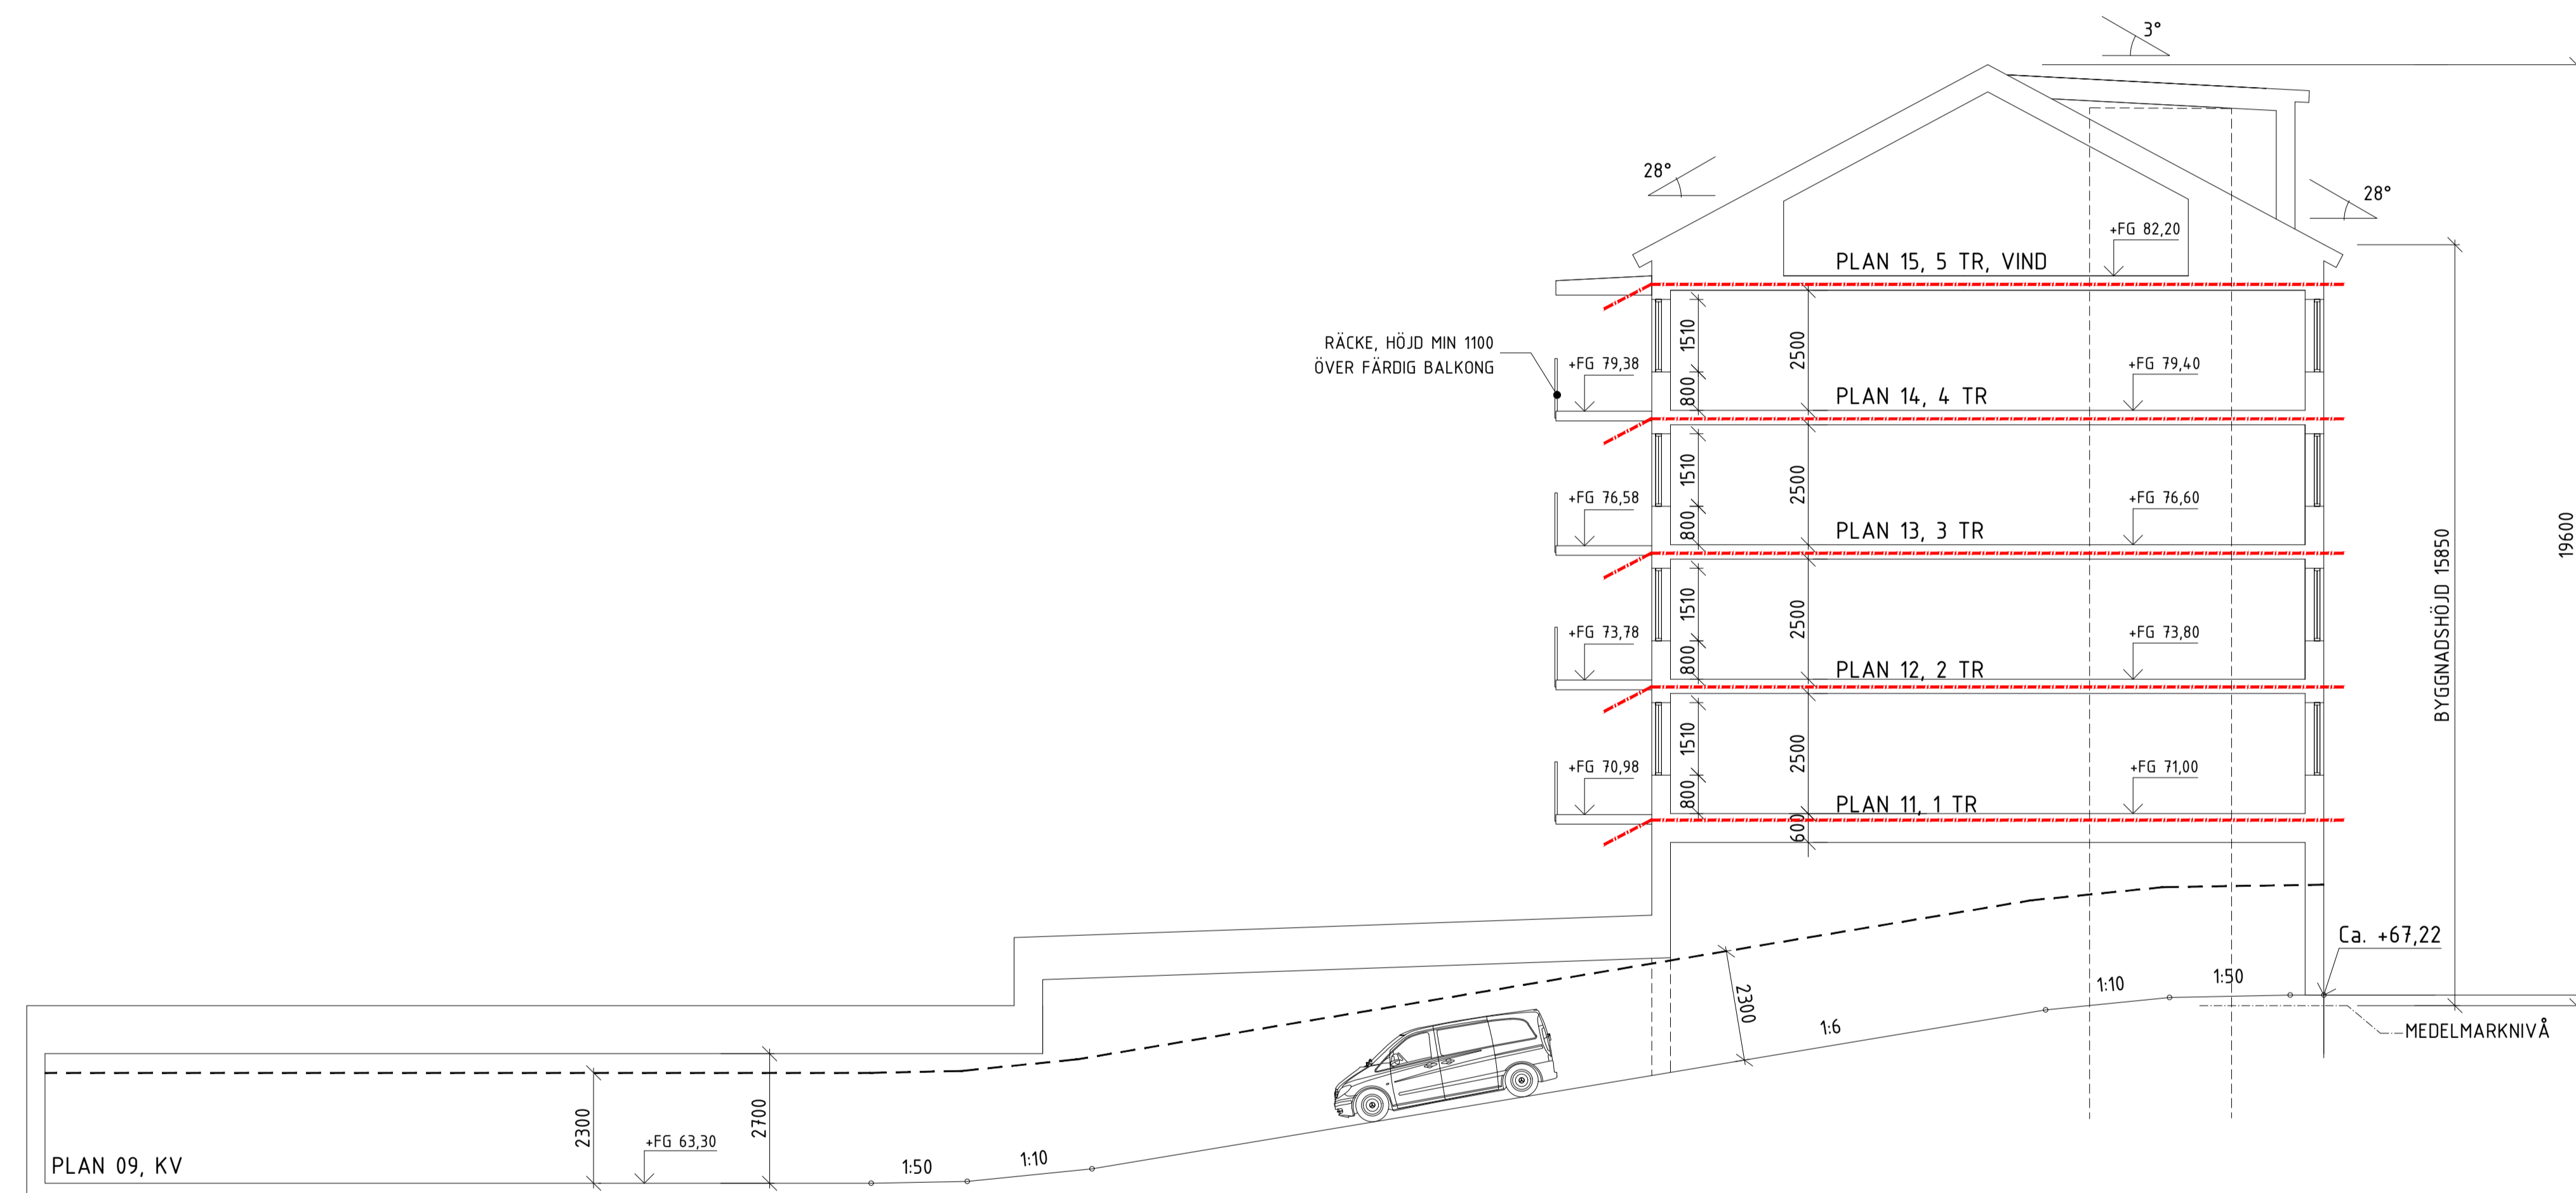 3°
28°
28°
+FG 82,20
PLAN 15, 5 TR, VIND
RÄCKE, HÖJD MIN 1100
ÖVER FÄRDIG BALKONG
+FG 79,38
1510
800
2500
+FG 79,40
PLAN 14, 4 TR
+FG 76,58
1510
800
2500
+FG 76,60
PLAN 13, 3 TR
19600
BYGGNADSHÖJD 15850
+FG 73,78
1510
800
2500
+FG 73,80
PLAN 12, 2 TR
+FG 70,98
1510
800
2500
+FG 71,00
PLAN 11, 1 TR
600
Ca. +67,22
1:50
1:10
2300
1:6
MEDELMARKNIVÅ
2300
2700
+FG 63,30
PLAN 09, KV
1:50
1:10